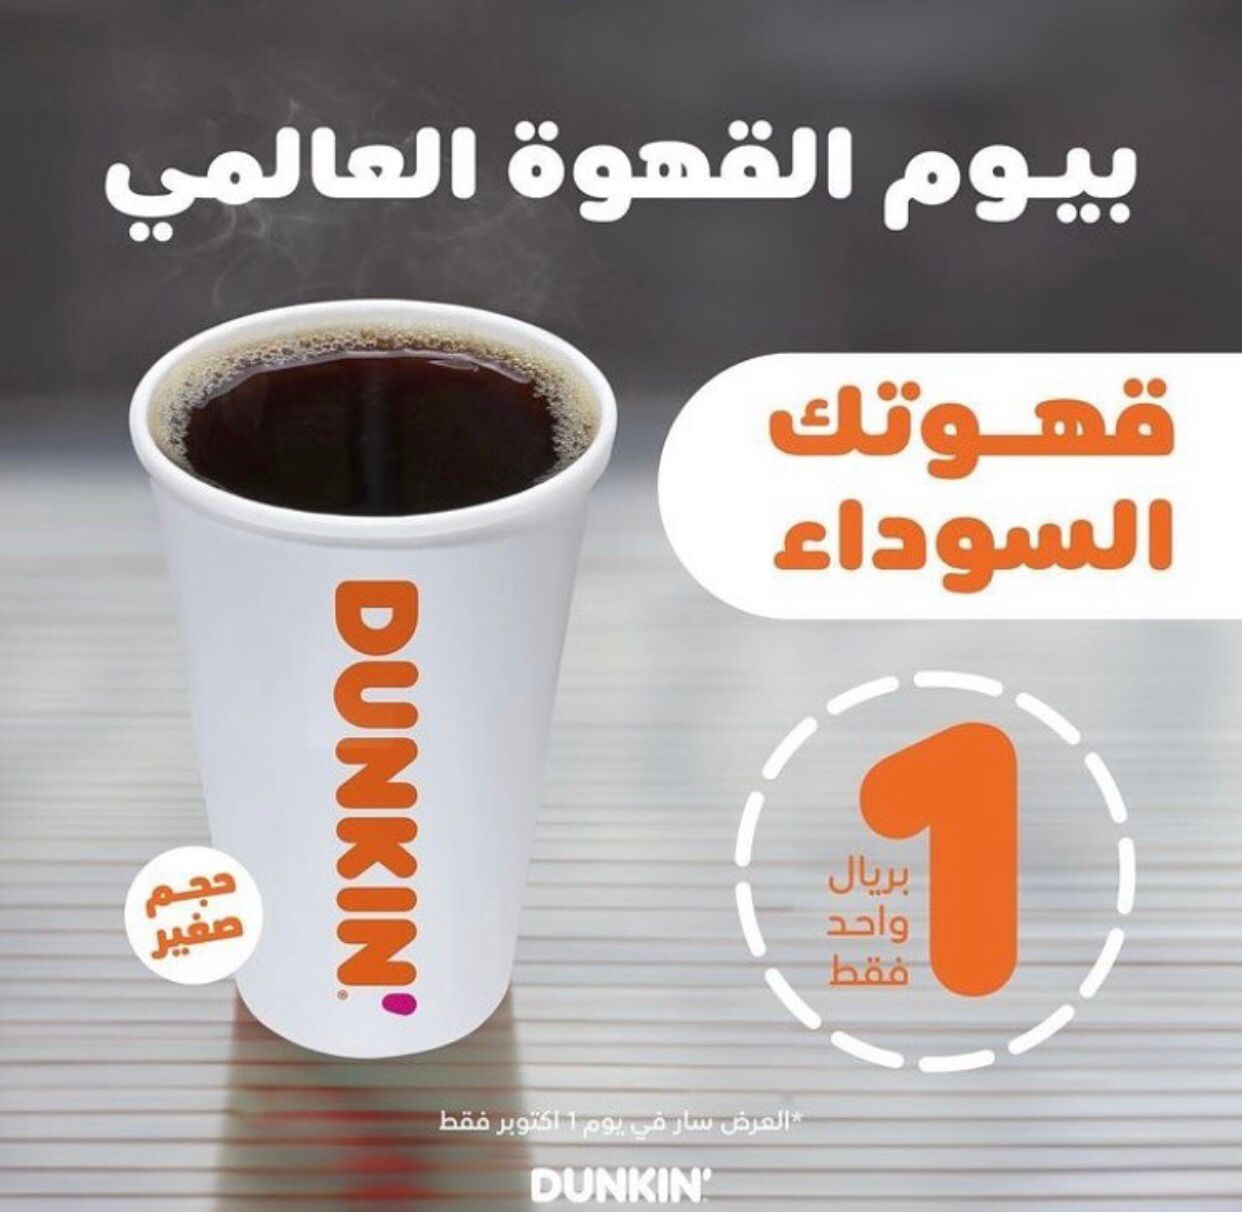 بيوم القهوة العالمي
قهوتك
السوداء
1
بريال
واحد
فقط
DUNKIN'
حجم
صغير
*العرض سار في يوم 1 اكتوبر فقط
DUNKIN'